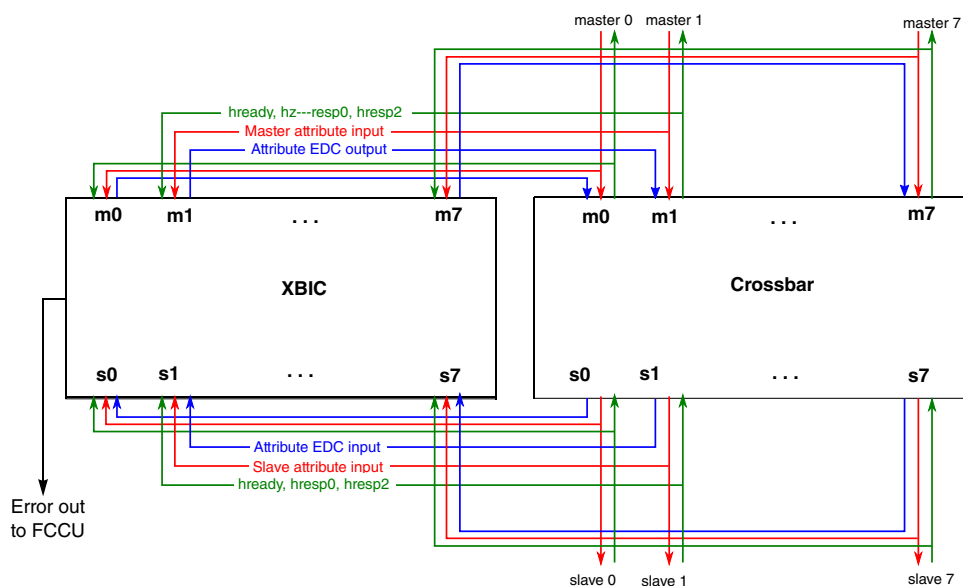 master 0 master 1 master 7
hready, hz---resp0, hresp2
Master attribute input
Attribute EDC output
m0 m1 . . . m7 m0 m1 . . . m7
XBIC Crossbar
s0 s1 . . . s7 s0 s1 . . . s7
Attribute EDC input
Slave attribute input
hready, hresp0, hresp2
Error out
to FCCU
slave 0 slave 1 slave 7